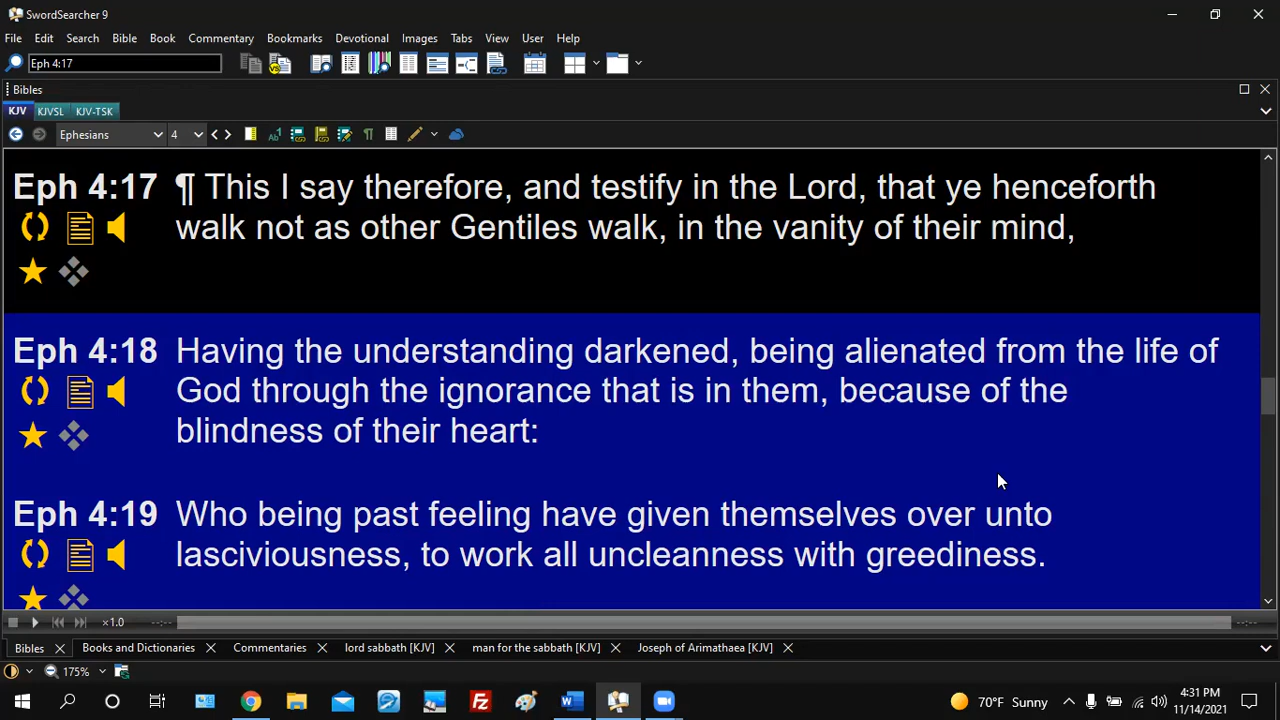 SwordSearcher 9
File Edit Search Bible Book Commentary Bookmarks Devotional Images Tabs View User Help
Eph 4:17
Bibles
KJV KJVSL KJV-TSK
Ephesians 4
Eph 4:17 ¶ This I say therefore, and testify in the Lord, that ye henceforth
walk not as other Gentiles walk, in the vanity of their mind,
Eph 4:18 Having the understanding darkened, being alienated from the life of
God through the ignorance that is in them, because of the
blindness of their heart:
Eph 4:19 Who being past feeling have given themselves over unto
lasciviousness, to work all uncleanness with greediness.
×1.0 --:-- --:--
Bibles Books and Dictionaries Commentaries lord sabbath [KJV] man for the sabbath [KJV] Joseph of Arimathaea [KJV]
175%
70°F Sunny 4:31 PM
11/14/2021